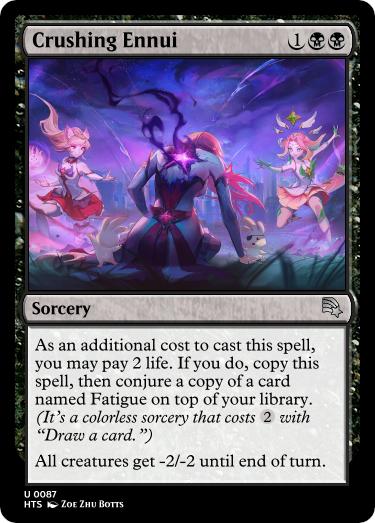 Crushing Ennui 1
Sorcery
As an additional cost to cast this spell,
you may pay 2 life. If you do, copy this
spell, then conjure a copy of a card
named Fatigue on top of your library.
(It’s a colorless sorcery that costs 2 with
“Draw a card.”)
All creatures get -2/-2 until end of turn.
U 0087
HTS Zoe Zhu Botts